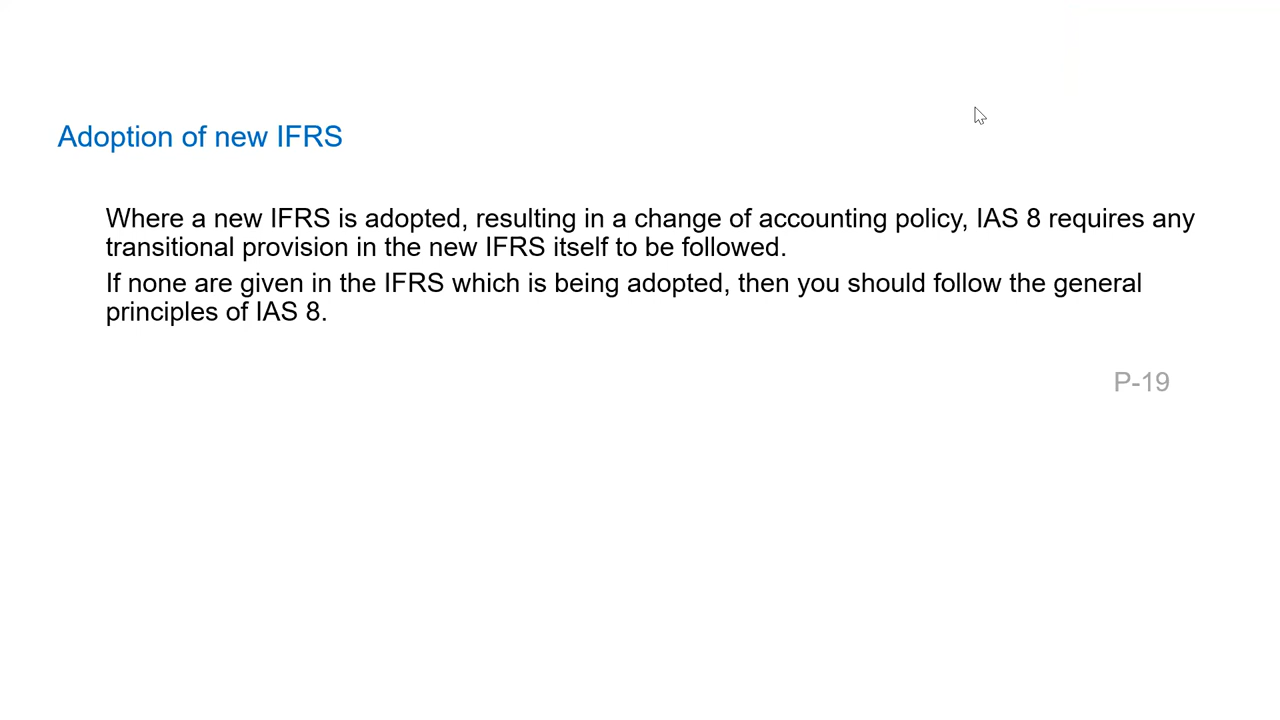 Adoption of new IFRS
Where a new IFRS is adopted, resulting in a change of accounting policy, IAS 8 requires any
transitional provision in the new IFRS itself to be followed.
If none are given in the IFRS which is being adopted, then you should follow the general
principles of IAS 8.
P-19